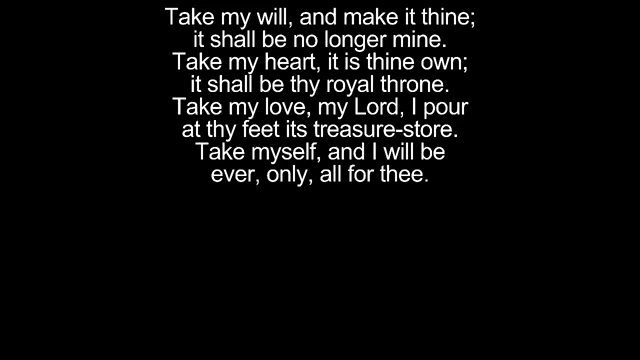 Take my will, and make it thine;
it shall be no longer mine.
Take my heart, it is thine own;
it shall be thy royal throne.
Take my love, my Lord, I pour
at thy feet its treasure-store.
Take myself, and I will be
ever, only, all for thee.